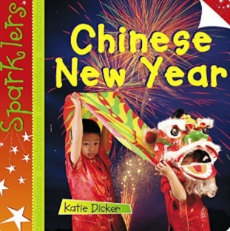 Sparklers
Chinese
New Year
Katie Dicker